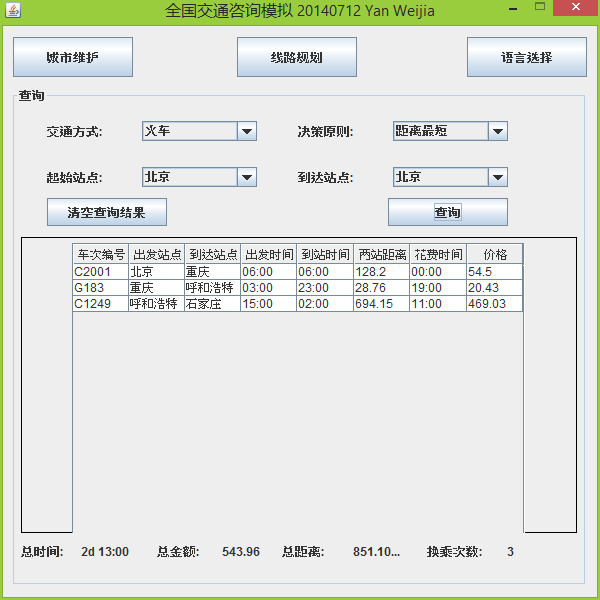 全国交通咨询模拟 20140712 Yan Weijia
城市维护 线路规划 语言选择
查询
交通方式: 火车 决策原则: 距离最短
起始站点: 北京 到达站点: 北京
清空查询结果 查询
车次编号 出发站点 到达站点 出发时间 到站时间 两站距离 花费时间 价格
C2001 北京 重庆 06:00 06:00 128.2 00:00 54.5
G183 重庆 呼和浩特 03:00 23:00 28.76 19:00 20.43
C1249 呼和浩特 石家庄 15:00 02:00 694.15 11:00 469.03
总时间: 2d 13:00 总金额: 543.96 总距离: 851.10... 换乘次数: 3